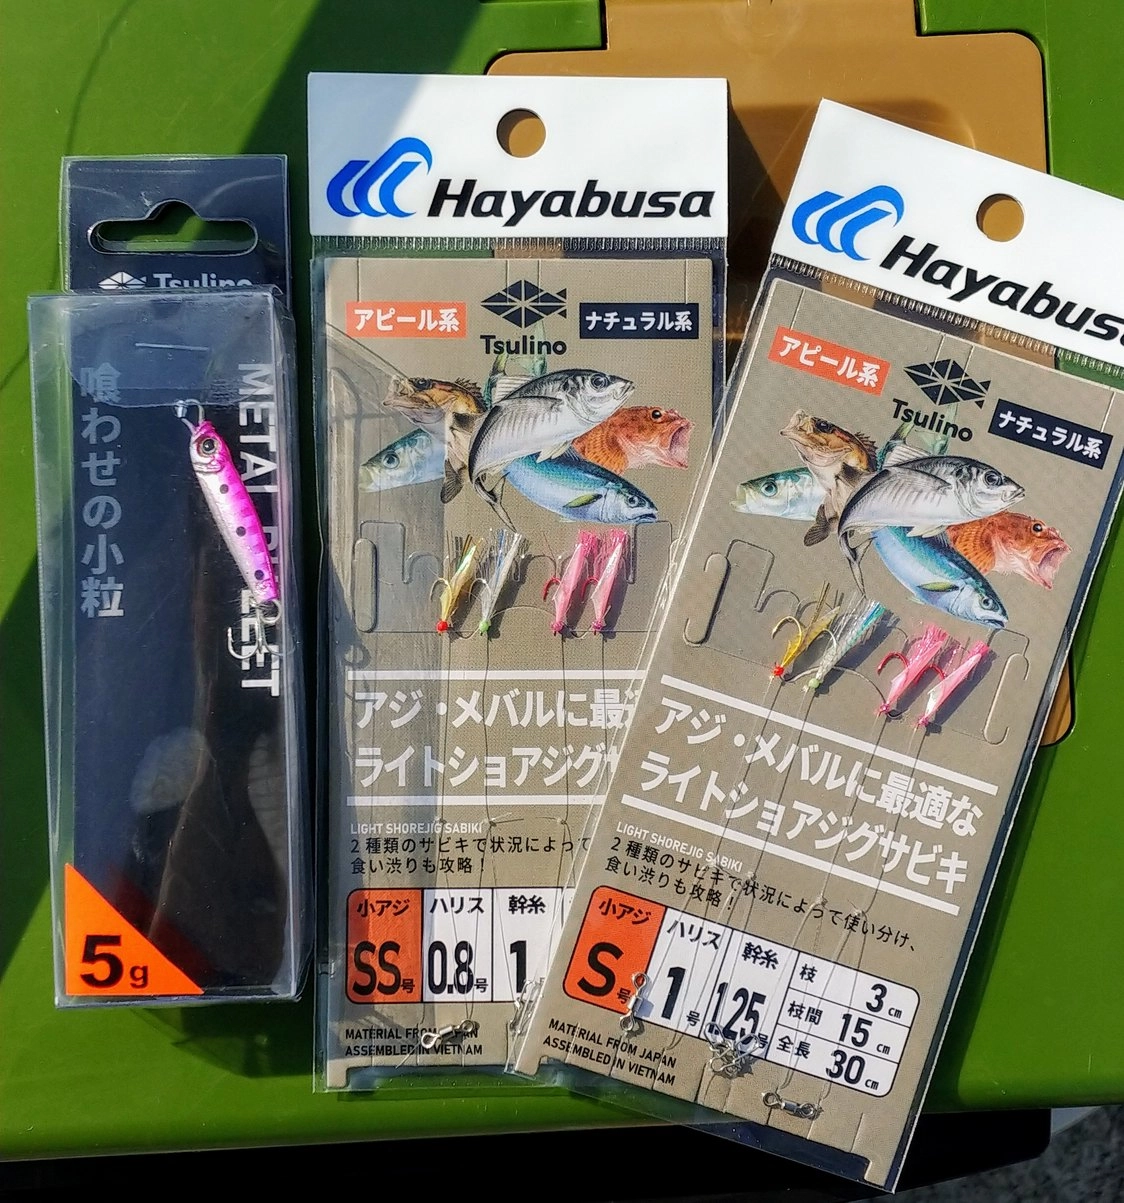 Tsulino
喰わせの小粒
METAL
5g
Hayabusa
アピール系
Tsulino
ナチュラル系
アジ・メバルに最適
ライトショアジグサ
LIGHT SHOREJIG SABIKI
2種類のサビキで状況によって
食い渋りも攻略！
小アジ ハリス 幹糸
SS号 0.8号 1
MATERIAL FROM JAPAN
ASSEMBLED IN VIETNAM
Hayabusa
アピール系
Tsulino
ナチュラル系
アジ・メバルに最適な
ライトショアジグサビキ
LIGHT SHOREJIG SABIKI
2種類のサビキで状況によって使い分け、
食い渋りも攻略！
小アジ ハリス 幹糸
S号 1号 1.25号
枝 3cm
枝間 15cm
全長 30cm
MATERIAL FROM JAPAN
ASSEMBLED IN VIETNAM